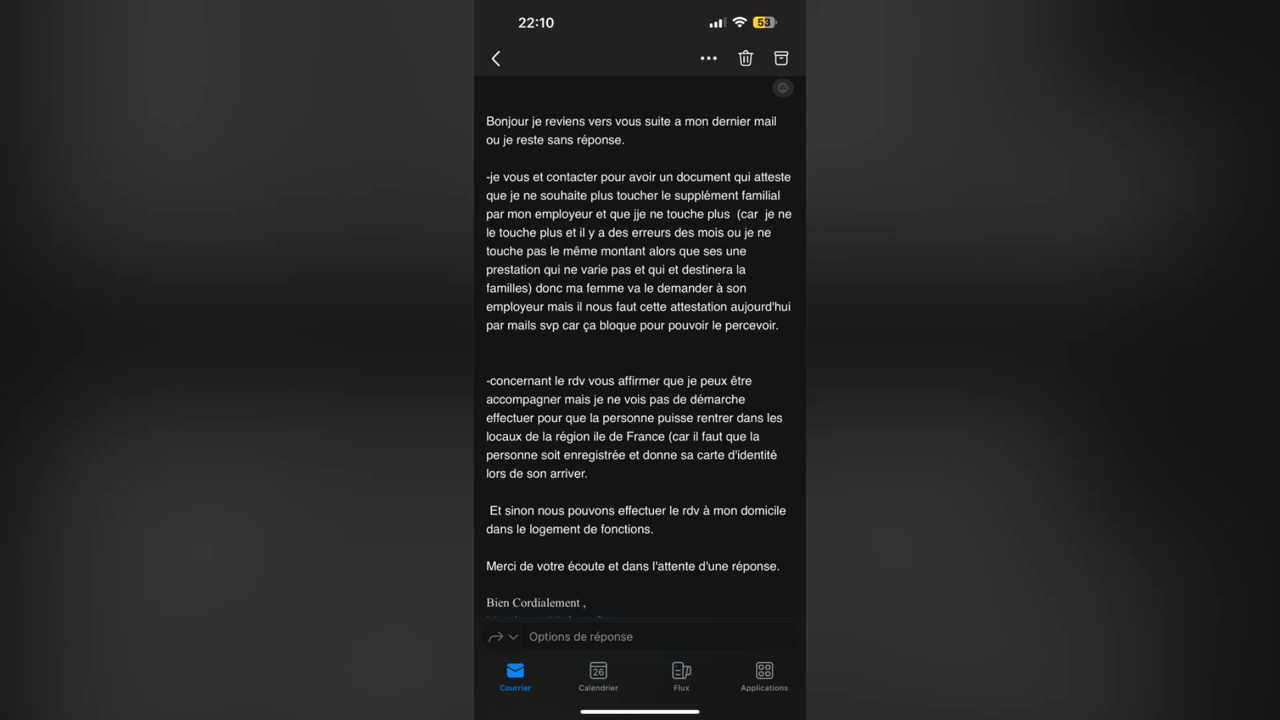 22:10
53
Bonjour je reviens vers vous suite a mon dernier mail
ou je reste sans réponse.
-je vous et contacter pour avoir un document qui atteste
que je ne souhaite plus toucher le supplément familial
par mon employeur et que jje ne touche plus  (car  je ne
le touche plus et il y a des erreurs des mois ou je ne
touche pas le même montant alors que ses une
prestation qui ne varie pas et qui et destinera la
familles) donc ma femme va le demander à son
employeur mais il nous faut cette attestation aujourd'hui
par mails svp car ça bloque pour pouvoir le percevoir.
-concernant le rdv vous affirmer que je peux être
accompagner mais je ne vois pas de démarche
effectuer pour que la personne puisse rentrer dans les
locaux de la région ile de France (car il faut que la
personne soit enregistrée et donne sa carte d'identité
lors de son arriver.
Et sinon nous pouvons effectuer le rdv à mon domicile
dans le logement de fonctions.
Merci de votre écoute et dans l'attente d'une réponse.
Bien Cordialement ,
Options de réponse
26
Courrier Calendrier Flux Applications